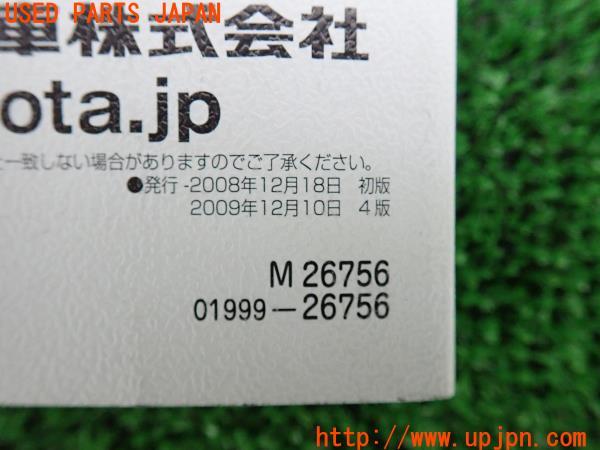 USED PARTS JAPAN
車株式会社
ota.jp
一致しない場合がありますのでご了承ください。
●発行-2008年12月18日 初版
2009年12月10日 4版
M 26756
01999-26756
http://www.upjpn.com/